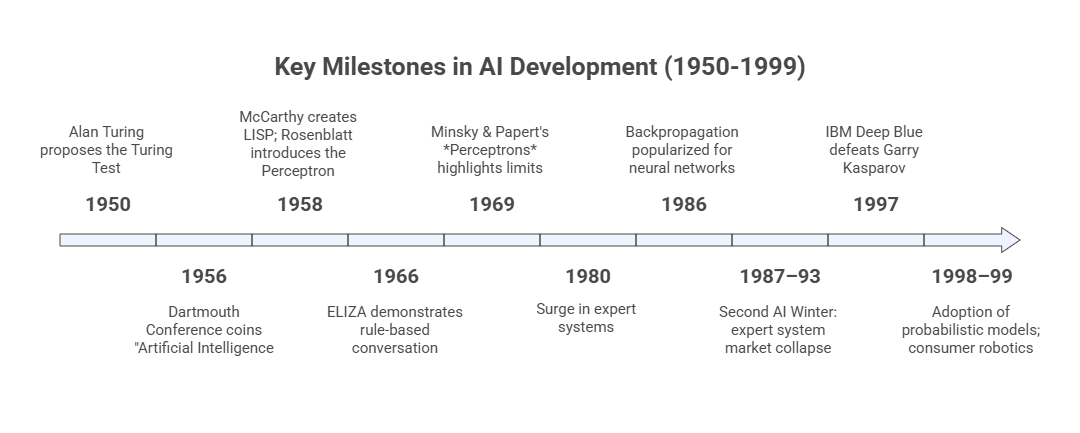 Key Milestones in AI Development (1950-1999)
Alan Turing
proposes the Turing
Test
1950
McCarthy creates
LISP; Rosenblatt
introduces the
Perceptron
1958
Minsky & Papert's
*Perceptrons*
highlights limits
1969
Backpropagation
popularized for
neural networks
1986
IBM Deep Blue
defeats Garry
Kasparov
1997
1956
Dartmouth
Conference coins
"Artificial Intelligence
1966
ELIZA demonstrates
rule-based
conversation
1980
Surge in expert
systems
1987–93
Second AI Winter:
expert system
market collapse
1998–99
Adoption of
probabilistic models;
consumer robotics